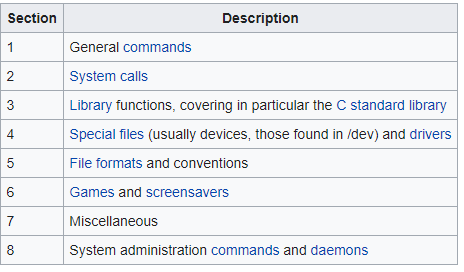 Section Description
1 General commands
2 System calls
3 Library functions, covering in particular the C standard library
4 Special files (usually devices, those found in /dev) and drivers
5 File formats and conventions
6 Games and screensavers
7 Miscellaneous
8 System administration commands and daemons